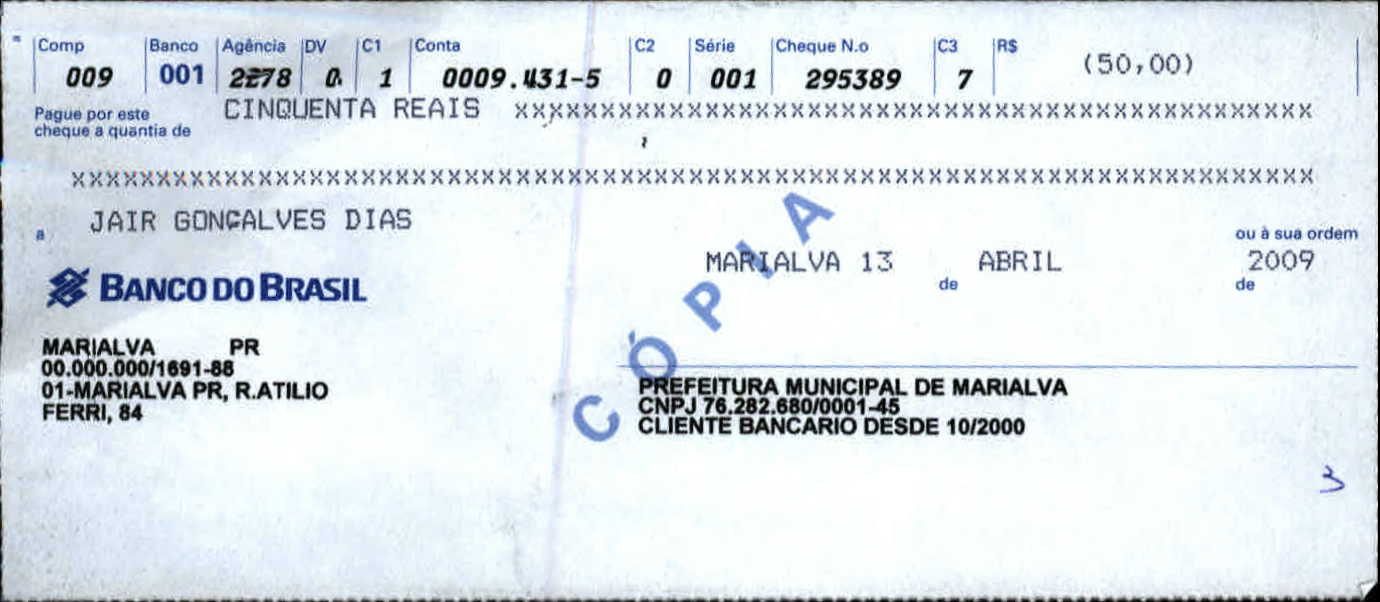 Comp Banco Agência DV C1 Conta C2 Série Cheque N.o C3 R$
009 001 2278 0. 1 0009.431-5 0 001 295389 7 (50,00)
Pague por este
cheque a quantia de
CINQUENTA REAIS XXXXXXXXXXXXXXXXXXXXXXXXXXXXXXXXXXXXXXXXXXXXXXX
XXXXXXXXXXXXXXXXXXXXXXXXXXXXXXXXXXXXXXXXXXXXXXXXXXXXXXXXXXXXXXXXXXXXXXXXX
a JAIR GONÇALVES DIAS
ou à sua ordem
MARIALVA 13 de ABRIL de 2009
BANCO DO BRASIL
CÓPIA
MARIALVA PR
00.000.000/1691-88
01-MARIALVA PR, R.ATILIO
FERRI, 84
PREFEITURA MUNICIPAL DE MARIALVA
CNPJ 76.282.680/0001-45
CLIENTE BANCARIO DESDE 10/2000
3